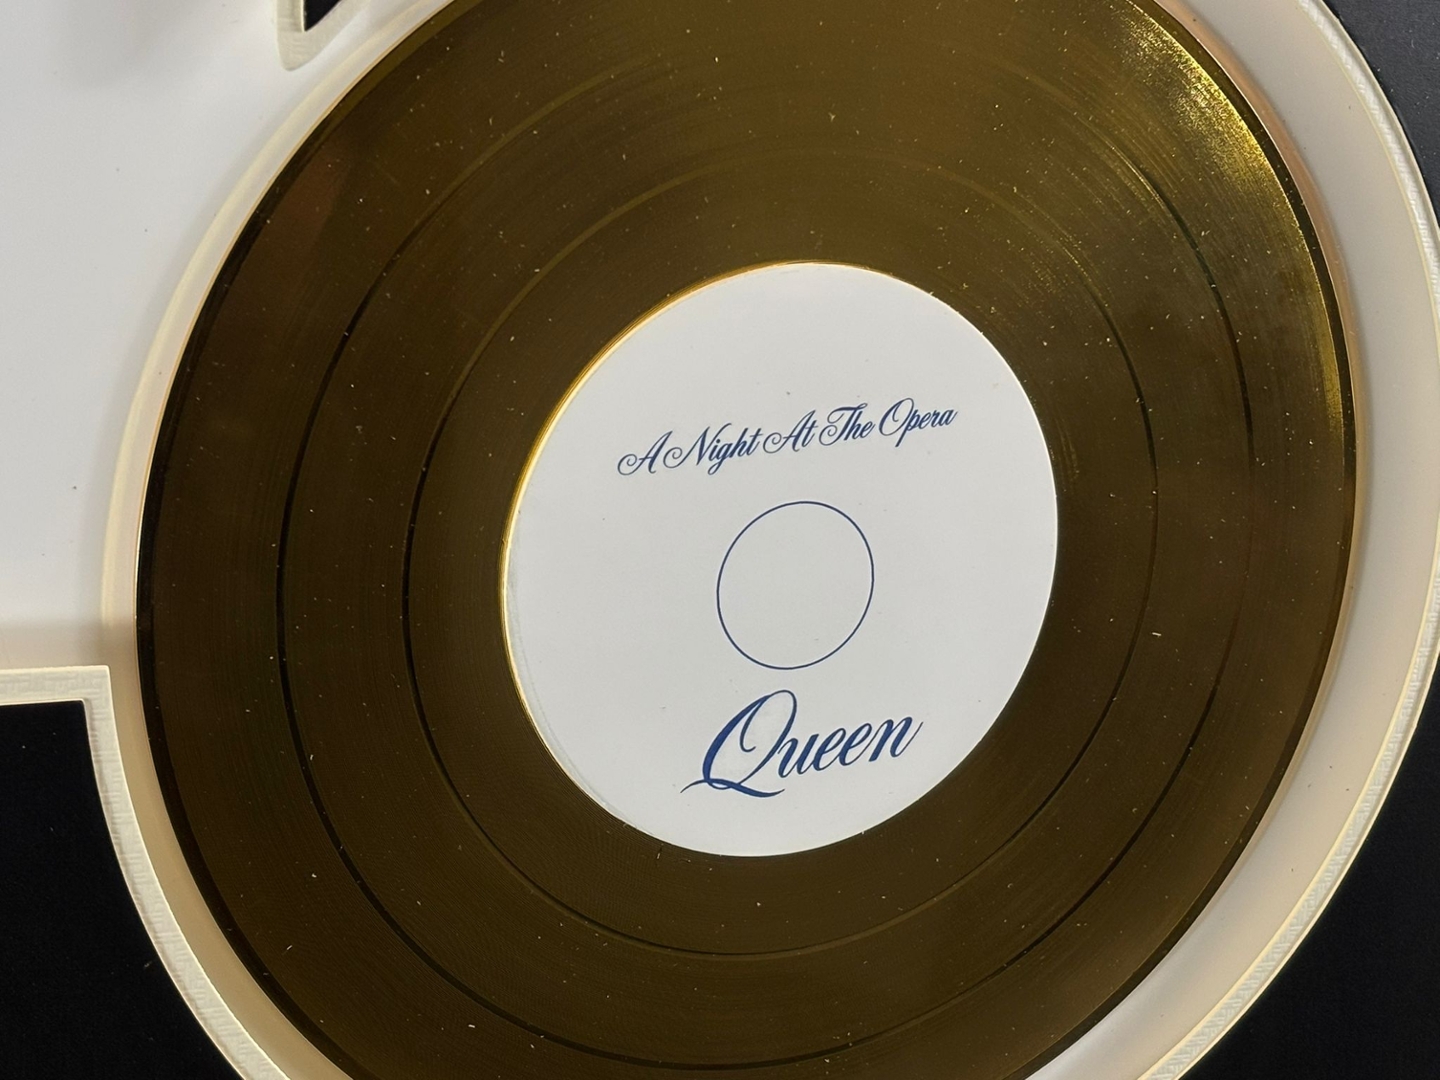 A Night At The Opera
Queen